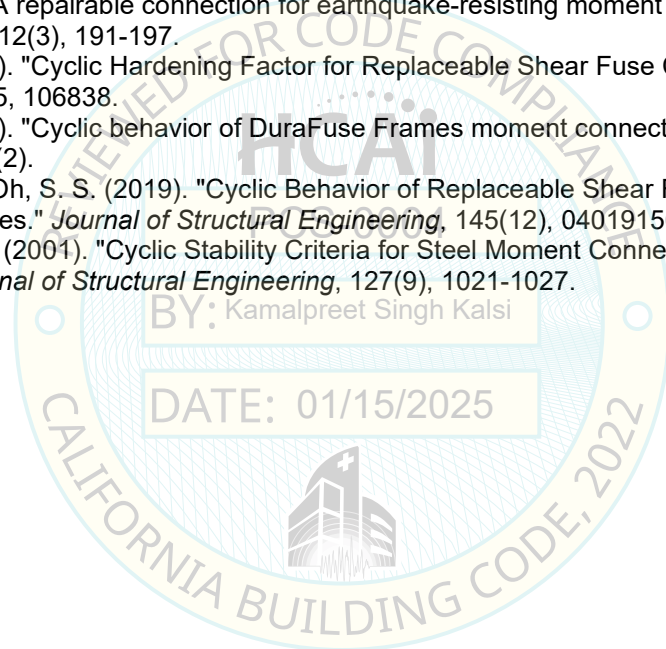 A repairable connection for earthquake-resisting moment
12(3), 191-197.
). "Cyclic Hardening Factor for Replaceable Shear Fuse
5, 106838.
). "Cyclic behavior of DuraFuse Frames moment connect
(2).
Oh, S. S. (2019). "Cyclic Behavior of Replaceable Shear
es." Journal of Structural Engineering, 145(12), 0401915
(2001). "Cyclic Stability Criteria for Steel Moment Conne
nal of Structural Engineering, 127(9), 1021-1027.
REVIEWED FOR CODE COMPLIANCE
HCAi
BY: Kamalpreet Singh Kalsi
DATE: 01/15/2025
CALIFORNIA BUILDING CODE, 2022